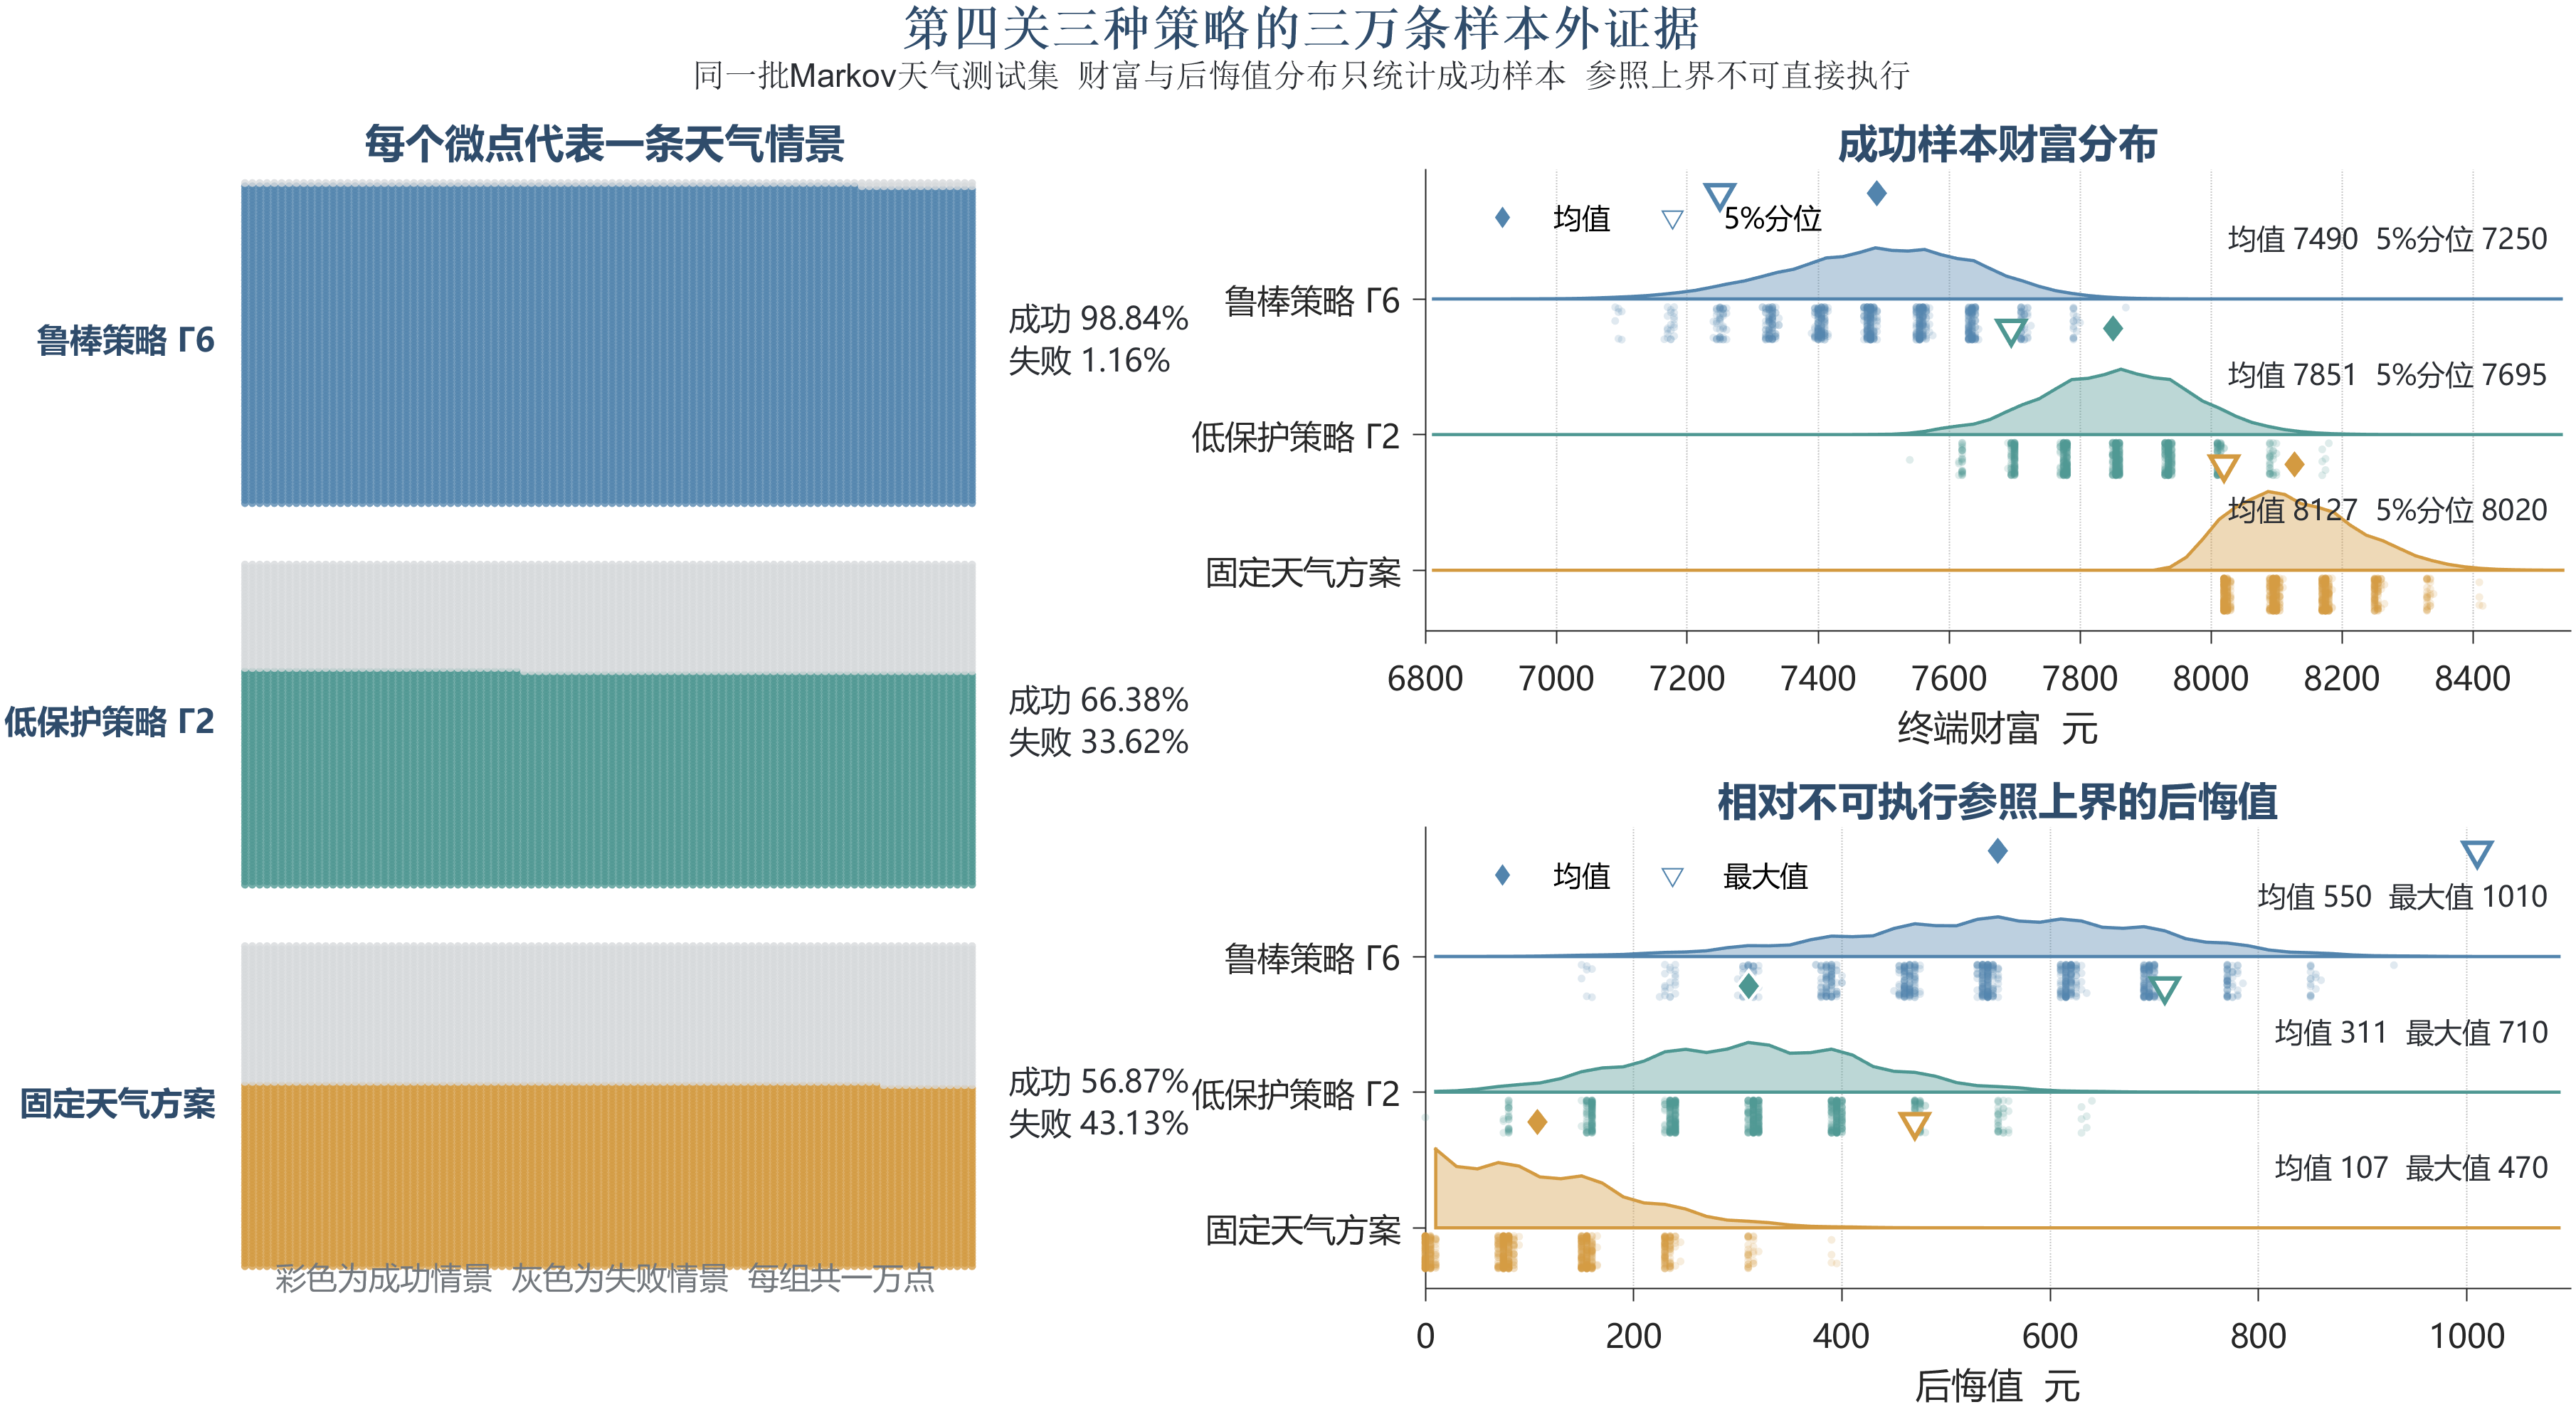 第四关三种策略的三万条样本外证据
同一批Markov天气测试集 财富与后悔值分布只统计成功样本 参照上界不可直接执行
每个微点代表一条天气情景
鲁棒策略 Γ6
成功 98.84%
失败 1.16%
低保护策略 Γ2
成功 66.38%
失败 33.62%
固定天气方案
成功 56.87%
失败 43.13%
彩色为成功情景 灰色为失败情景 每组共一万点
成功样本财富分布
均值 5%分位
均值 7490 5%分位 7250
鲁棒策略 Γ6
均值 7851 5%分位 7695
低保护策略 Γ2
均值 8127 5%分位 8020
固定天气方案
6800 7000 7200 7400 7600 7800 8000 8200 8400
终端财富 元
相对不可执行参照上界的后悔值
均值 最大值
均值 550 最大值 1010
鲁棒策略 Γ6
均值 311 最大值 710
低保护策略 Γ2
均值 107 最大值 470
固定天气方案
0 200 400 600 800 1000
后悔值 元